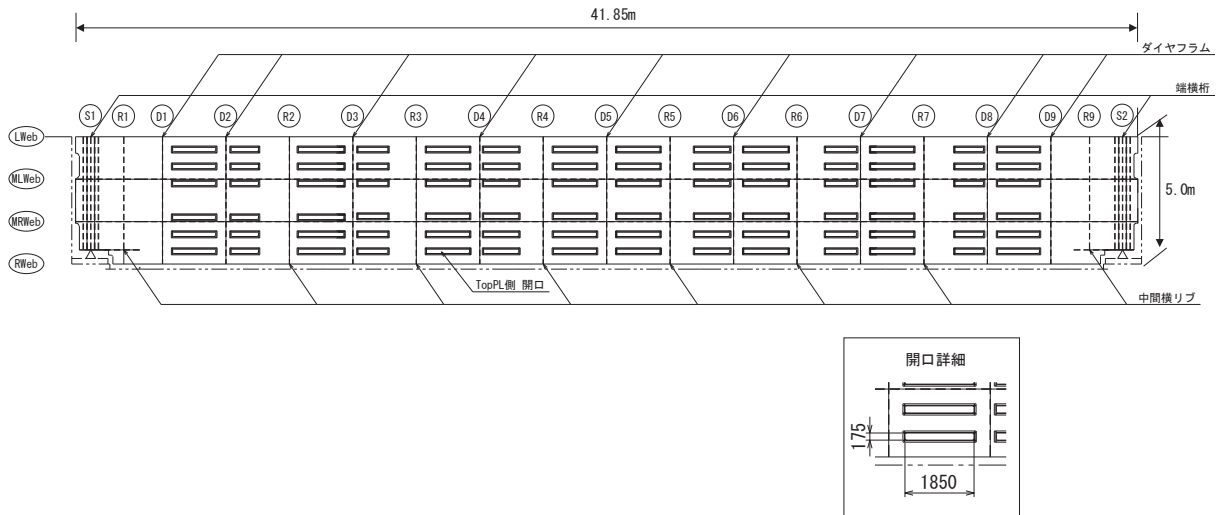 41.85m
ダイヤフラム
端横桁
S1 R1 D1 D2 R2 D3 R3 D4 R4 D5 R5 D6 R6 D7 R7 D8 D9 R9 S2
LWeb
MLWeb
5.0m
MRWeb
RWeb
TopPL側 開口
中間横リブ
開口詳細
175
1850